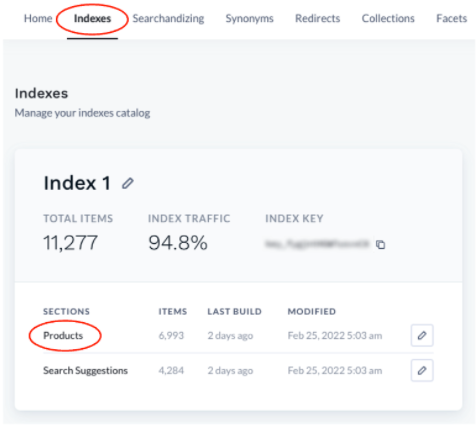 Home Indexes Searchandizing Synonyms Redirects Collections Facets
Indexes
Manage your indexes catalog
Index 1
TOTAL ITEMS INDEX TRAFFIC INDEX KEY
11,277 94.8%
SECTIONS ITEMS LAST BUILD MODIFIED
Products 6,993 2 days ago Feb 25, 2022 5:03 am
Search Suggestions 4,284 2 days ago Feb 25, 2022 5:03 am